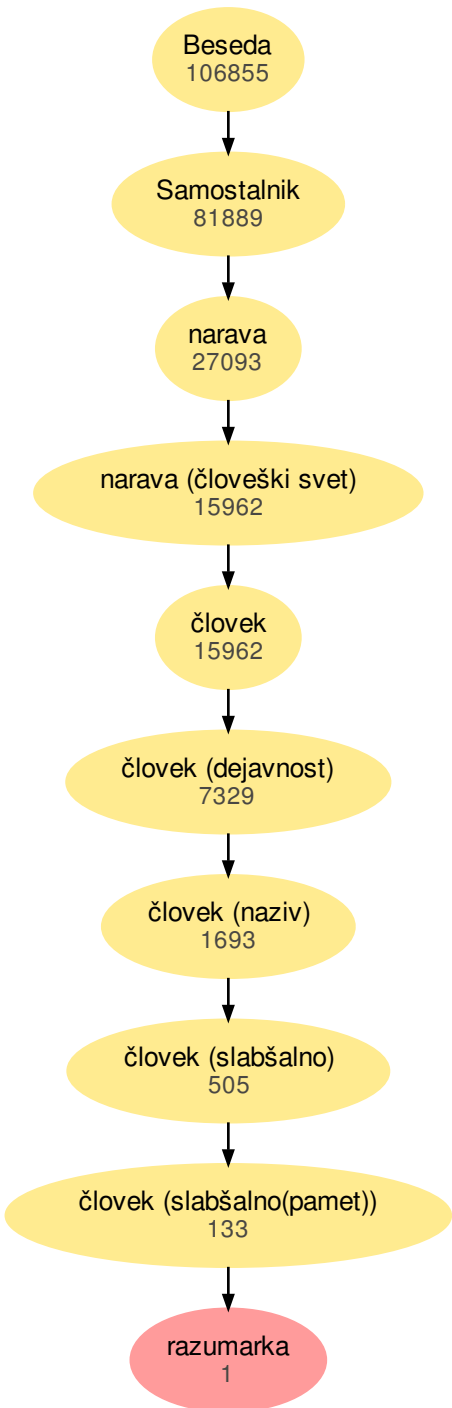 Beseda
106855
Samostalnik
81889
narava
27093
narava (človeški svet)
15962
človek
15962
človek (dejavnost)
7329
človek (naziv)
1693
človek (slabšalno)
505
človek (slabšalno(pamet))
133
razumarka
1